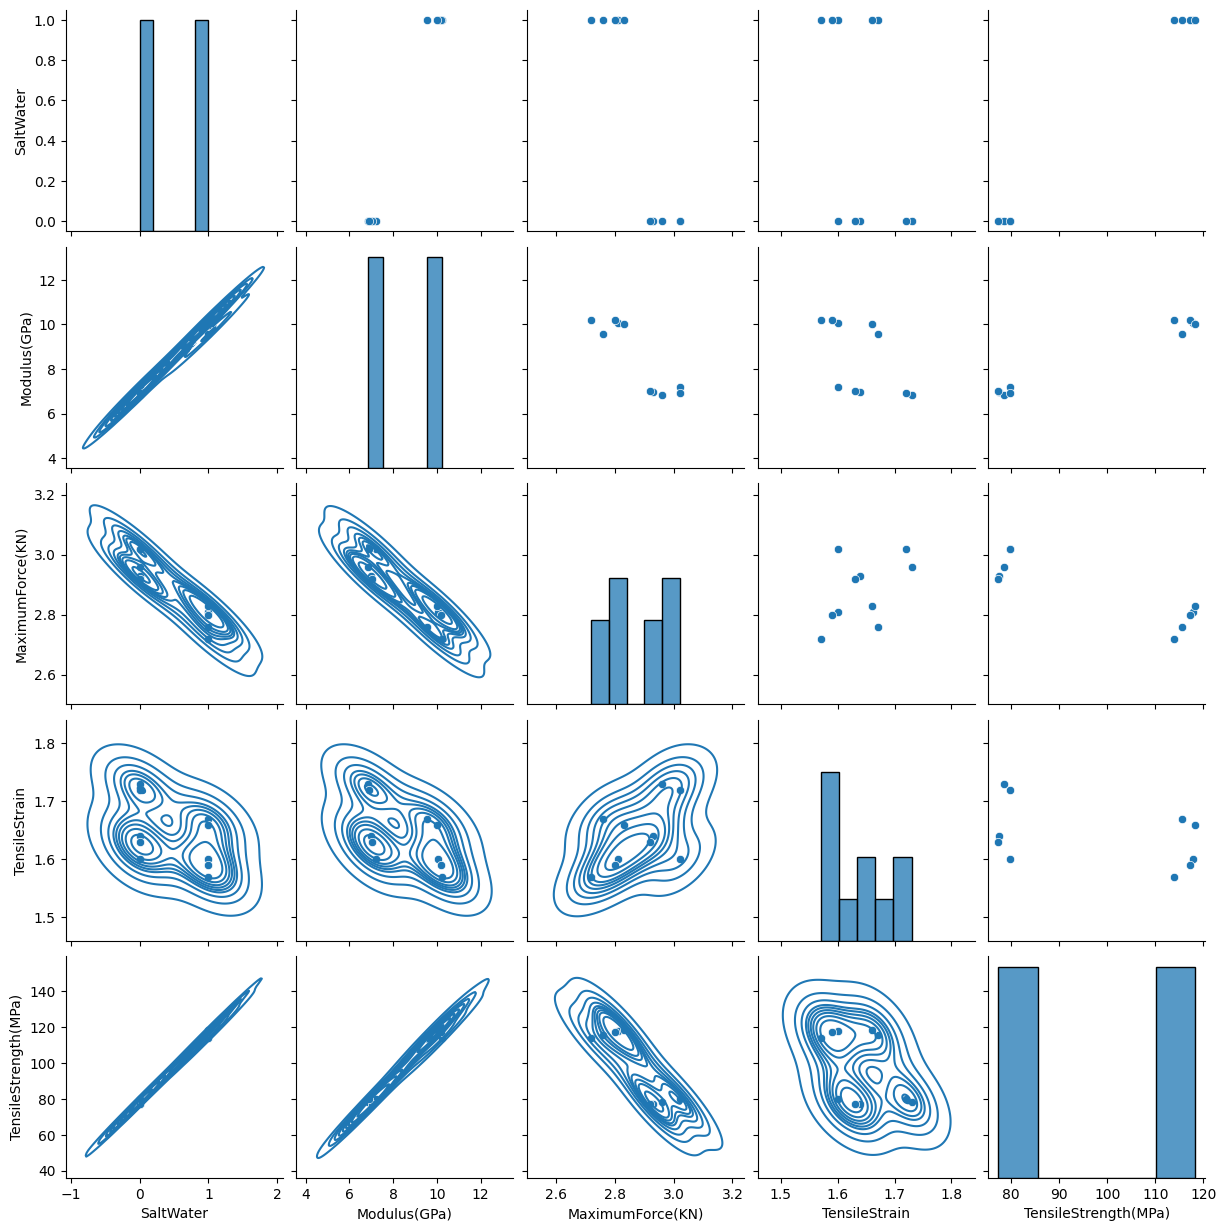 1.0
0.8
0.6
0.4
0.2
0.0
SaltWater
12
10
8
6
4
Modulus(GPa)
3.2
3.0
2.8
2.6
MaximumForce(KN)
1.8
1.7
1.6
1.5
TensileStrain
140
120
100
80
60
40
TensileStrength(MPa)
−1 0 1 2
SaltWater
4 6 8 10 12
Modulus(GPa)
2.6 2.8 3.0 3.2
MaximumForce(KN)
1.5 1.6 1.7 1.8
TensileStrain
80 90 100 110 120
TensileStrength(MPa)